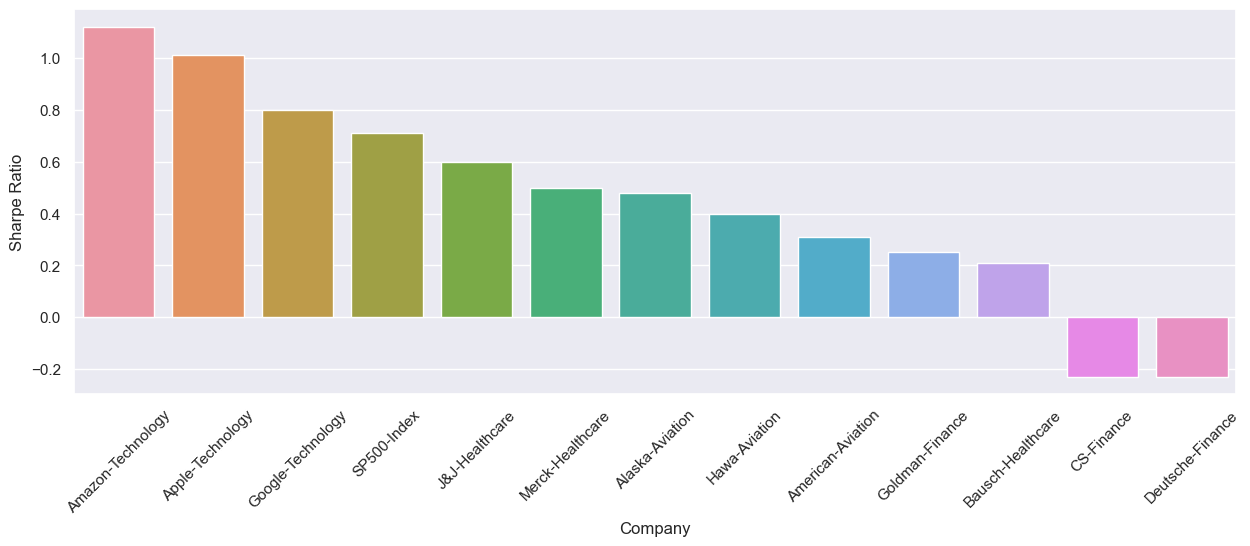 1.0
0.8
0.6
0.4
0.2
0.0
−0.2
Sharpe Ratio
Amazon-Technology
Apple-Technology
Google-Technology
SP500-Index
J&J-Healthcare
Merck-Healthcare
Alaska-Aviation
Hawa-Aviation
American-Aviation
Goldman-Finance
Bausch-Healthcare
CS-Finance
Deutsche-Finance
Company